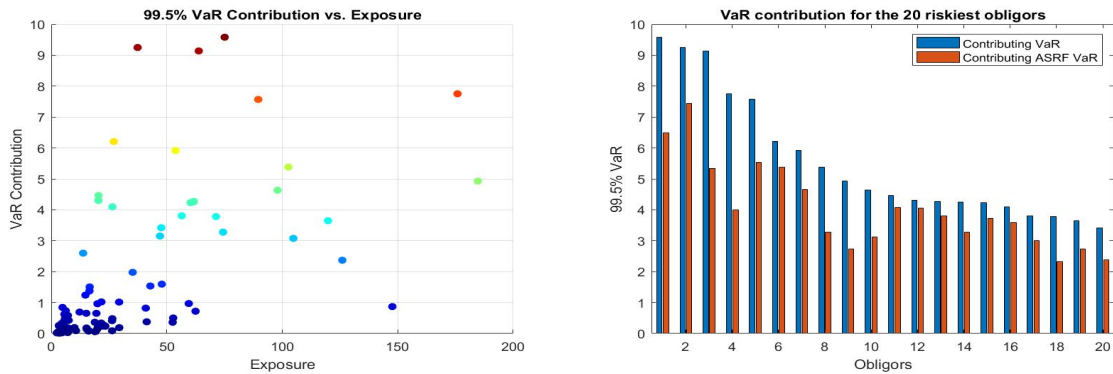 99.5% VaR Contribution vs. Exposure
VaR Contribution
10
9
8
7
6
5
4
3
2
1
0
0 50 100 150 200
Exposure
VaR contribution for the 20 riskiest obligors
Contributing VaR
Contributing ASRF VaR
99.5% VaR
10
9
8
7
6
5
4
3
2
1
0
2 4 6 8 10 12 14 16 18 20
Obligors